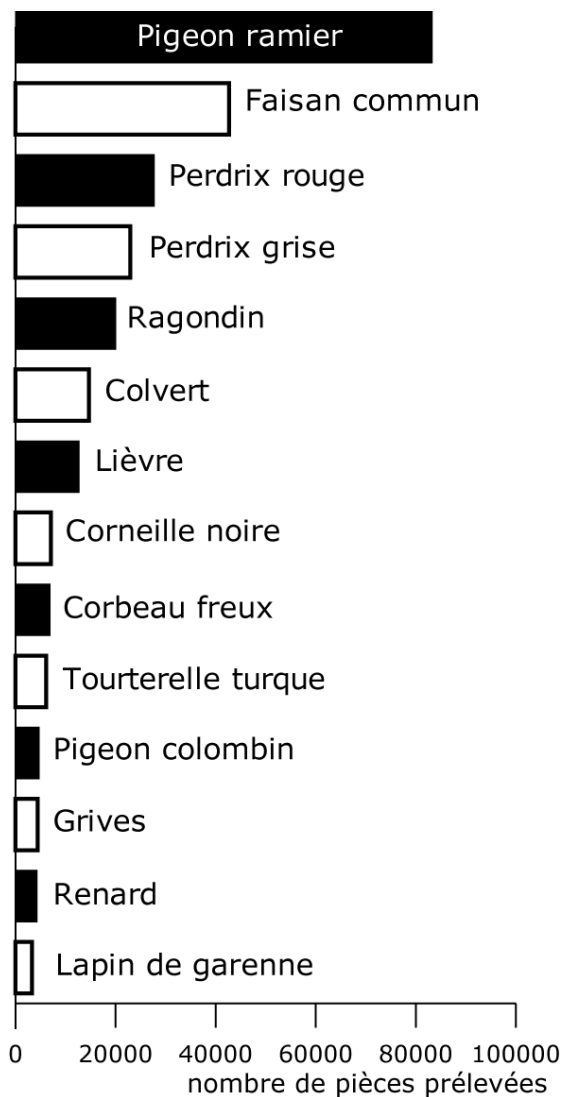 Pigeon ramier
Faisan commun
Perdrix rouge
Perdrix grise
Ragondin
Colvert
Lièvre
Corneille noire
Corbeau freux
Tourterelle turque
Pigeon colombin
Grives
Renard
Lapin de garenne
0 20000 40000 60000 80000 100000
nombre de pièces prélevées